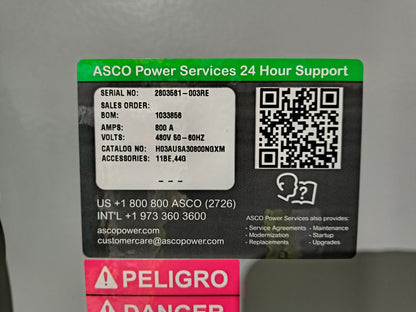 ASCO Power Services 24 Hour Support
SERIAL NO: 2803581-003RE
SALES ORDER:
BOM: 1033856
AMPS: 800 A
VOLTS: 480V 50-60HZ
CATALOG NO: H03AUSA30800NGXM
ACCESSORIES: 11BE,44G
---
US +1 800 800 ASCO (2726)
INT'L +1 973 360 3600
ascopower.com
customercare@ascopower.com
ASCO Power Services also provides:
- Service Agreements - Maintenance
- Modernization - Startup
- Replacements - Upgrades
PELIGRO
DANGER